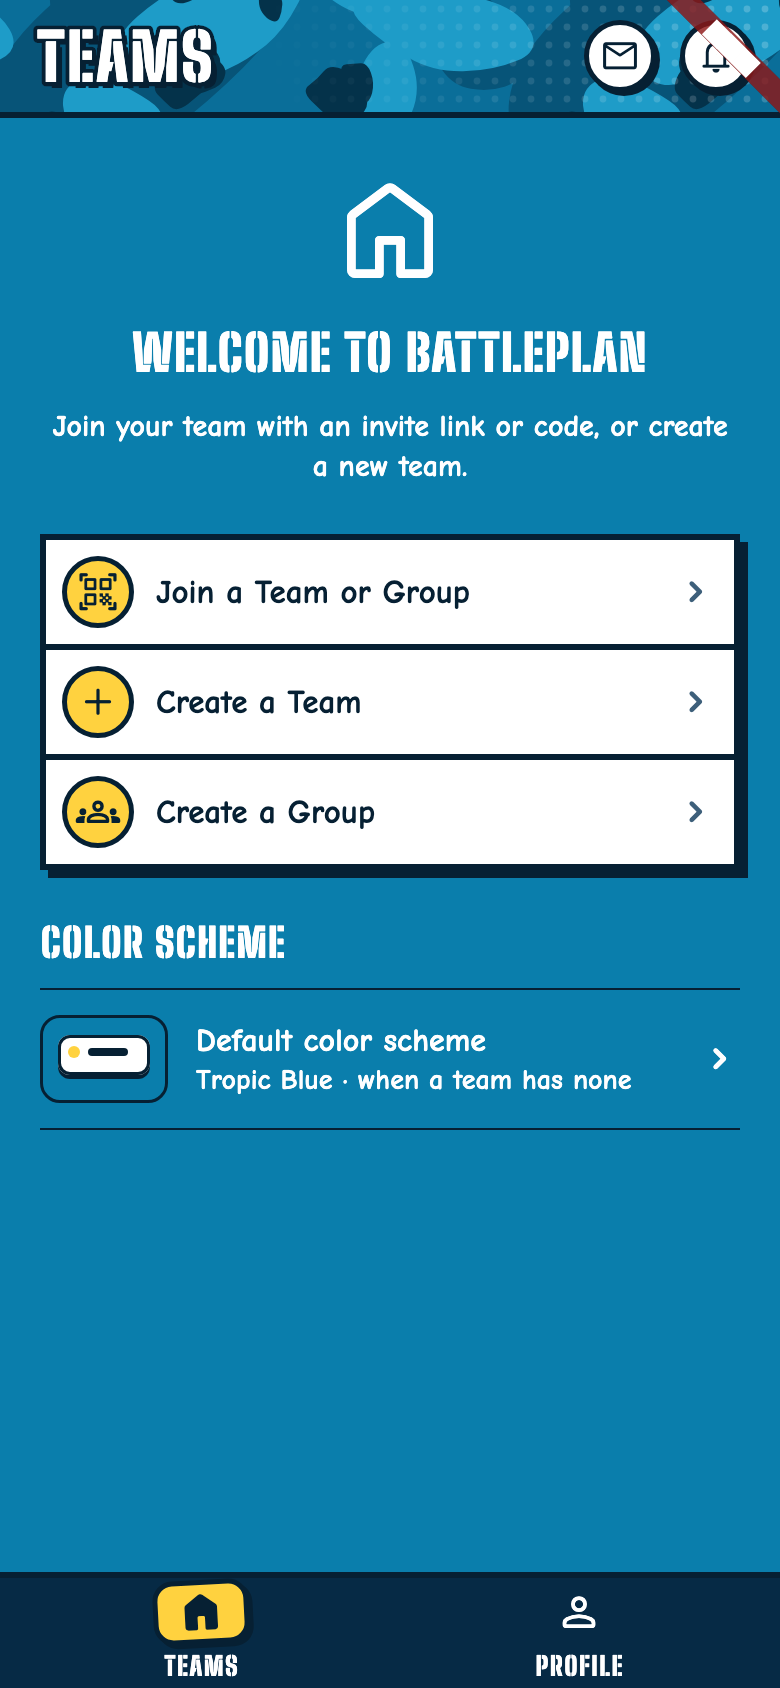 TEAMS
WELCOME TO BATTLEPLAN
Join your team with an invite link or code, or create
a new team.
Join a Team or Group
Create a Team
Create a Group
COLOR SCHEME
Default color scheme
Tropic Blue · when a team has none
TEAMS
PROFILE